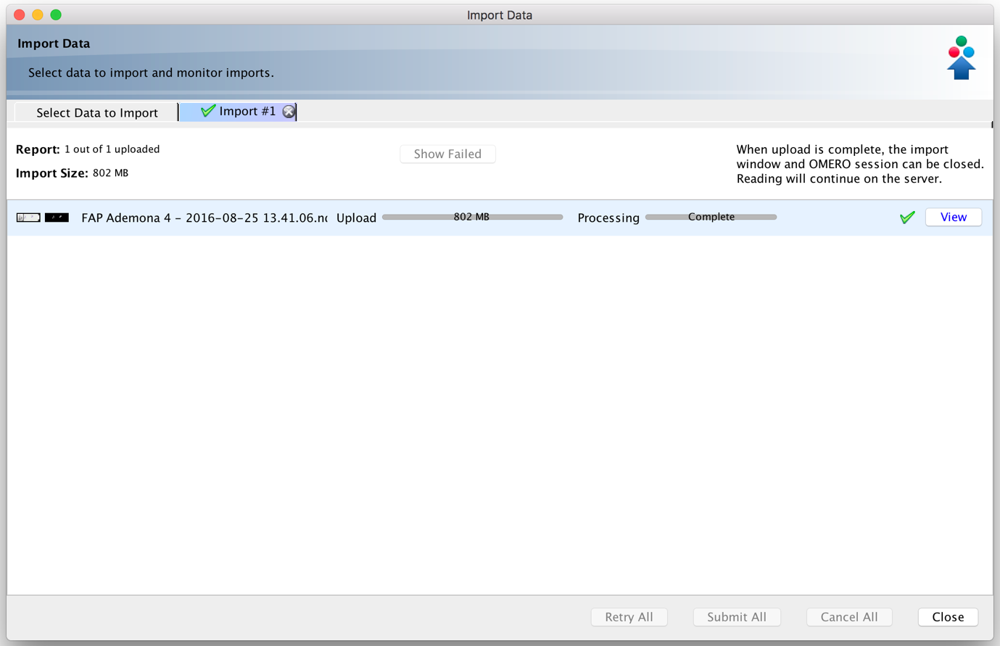 Import Data
Import Data
Select data to import and monitor imports.
Select Data to Import
Import #1
Report: 1 out of 1 uploaded
Import Size: 802 MB
Show Failed
When upload is complete, the import
window and OMERO session can be closed.
Reading will continue on the server.
FAP Ademona 4 - 2016-08-25 13.41.06.nd Upload 802 MB Processing Complete View
Retry All Submit All Cancel All Close